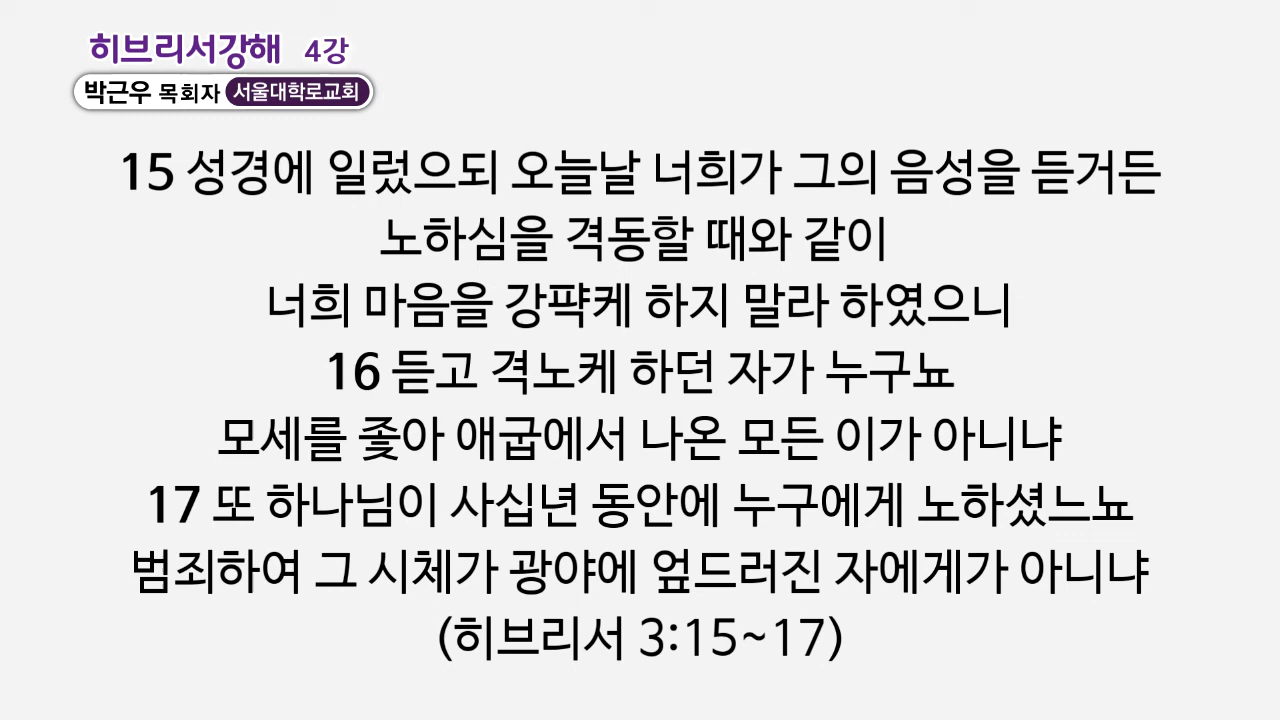 히브리서강해 4강
박근우 목회자 서울대학로교회
15 성경에 일렀으되 오늘날 너희가 그의 음성을 듣거든
노하심을 격동할 때와 같이
너희 마음을 강퍅케 하지 말라 하였으니
16 듣고 격노케 하던 자가 누구뇨
모세를 좇아 애굽에서 나온 모든 이가 아니냐
17 또 하나님이 사십년 동안에 누구에게 노하셨느뇨
범죄하여 그 시체가 광야에 엎드러진 자에게가 아니냐
(히브리서 3:15~17)